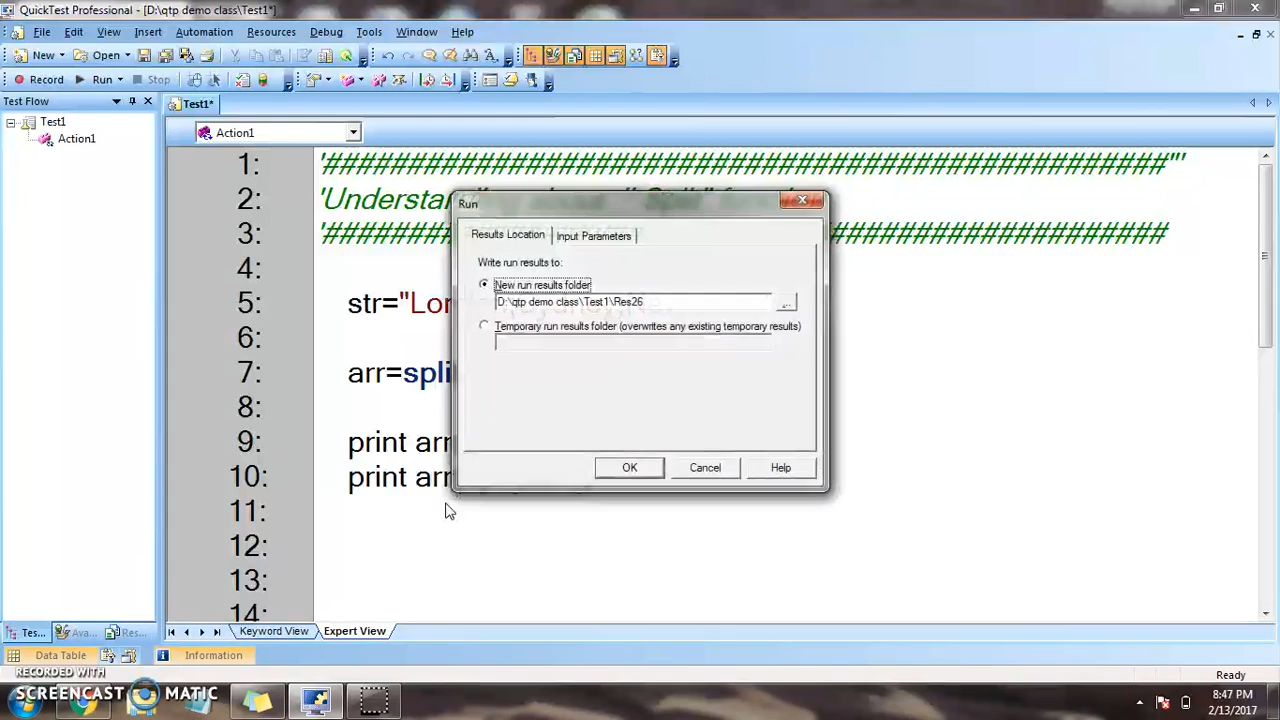 QuickTest Professional - [D:\qtp demo class\Test1*]
File Edit View Insert Automation Resources Debug Tools Window Help
New Open
Record Run Stop
Test Flow
Test1*
Test1
Action1
Action1
1: '####################################################'''
2: 'Understan
3: '####################################################
4:
5: str="Lon
6:
7: arr=spli
8:
9: print arr
10: print arr
11:
12:
13:
14:
Run
Results Location Input Parameters
Write run results to:
New run results folder
D:\qtp demo class\Test1\Res26
...
Temporary run results folder (overwrites any existing temporary results)
OK Cancel Help
Tes... Ava... Res...
Keyword View Expert View
Data Table Information
Ready
RECORDED WITH
SCREENCAST MATIC
8:47 PM
2/13/2017